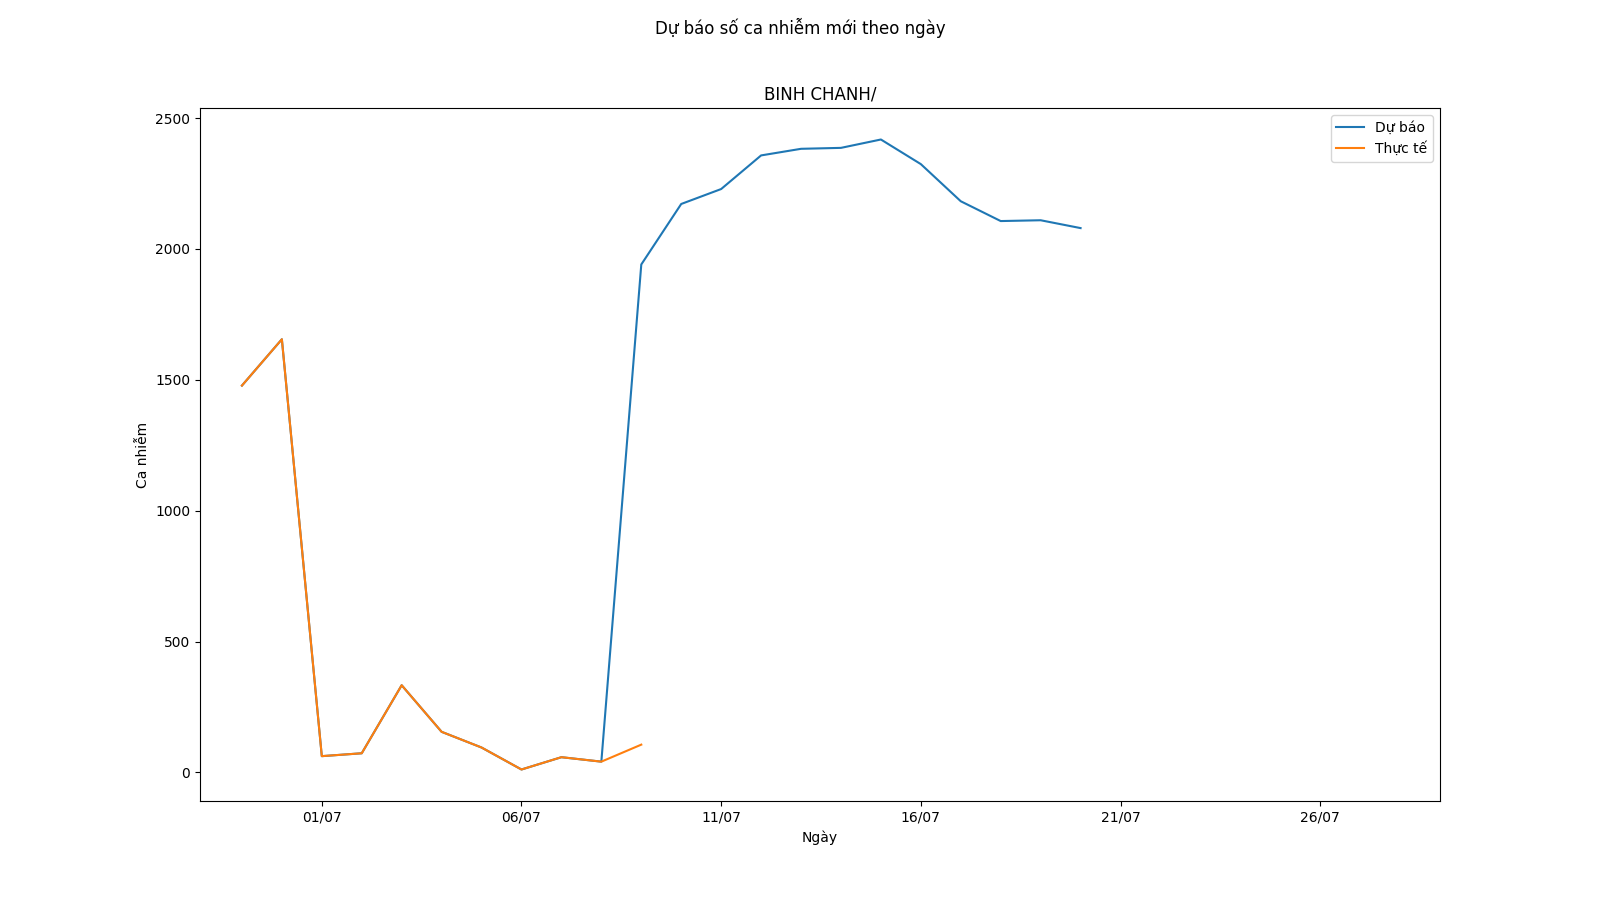 Dự báo số ca nhiễm mới theo ngày
BINH CHANH/
Dự báo
Thực tế
2500
2000
1500
1000
500
0
Ca nhiễm
01/07 06/07 11/07 16/07 21/07 26/07
Ngày